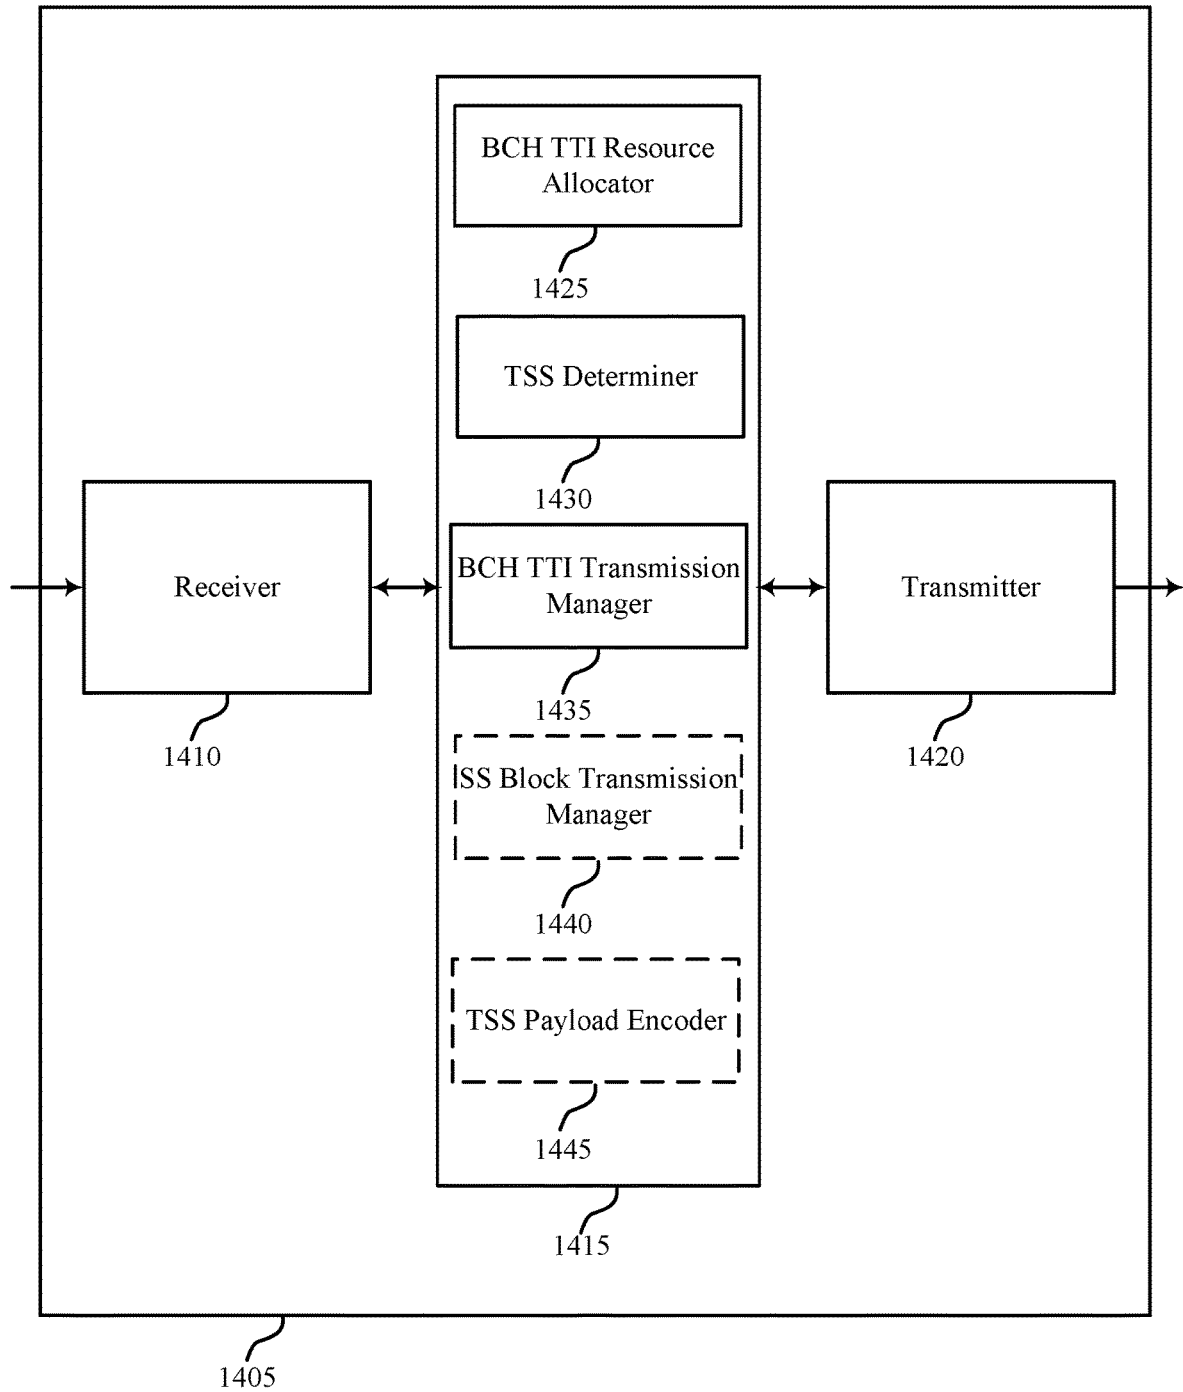 BCH TTI Resource
Allocator
1425
TSS Determiner
1430
Receiver
1410
BCH TTI Transmission
Manager
1435
Transmitter
1420
SS Block Transmission
Manager
1440
TSS Payload Encoder
1445
1415
1405